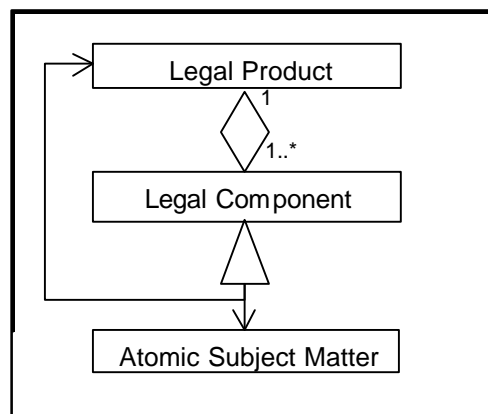 Legal Product
1
1..*
Legal Component
Atomic Subject Matter